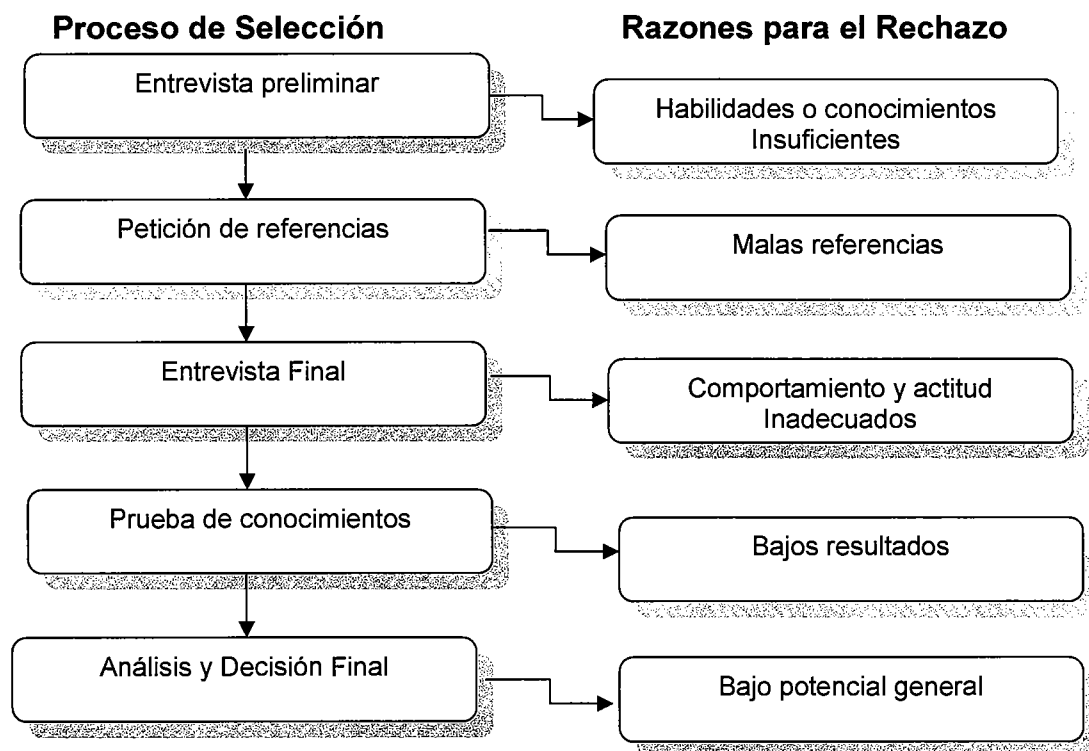 Proceso de Selección
Razones para el Rechazo
Entrevista preliminar
Habilidades o conocimientos
Insuficientes
Petición de referencias
Malas referencias
Entrevista Final
Comportamiento y actitud
Inadecuados
Prueba de conocimientos
Bajos resultados
Análisis y Decisión Final
Bajo potencial general